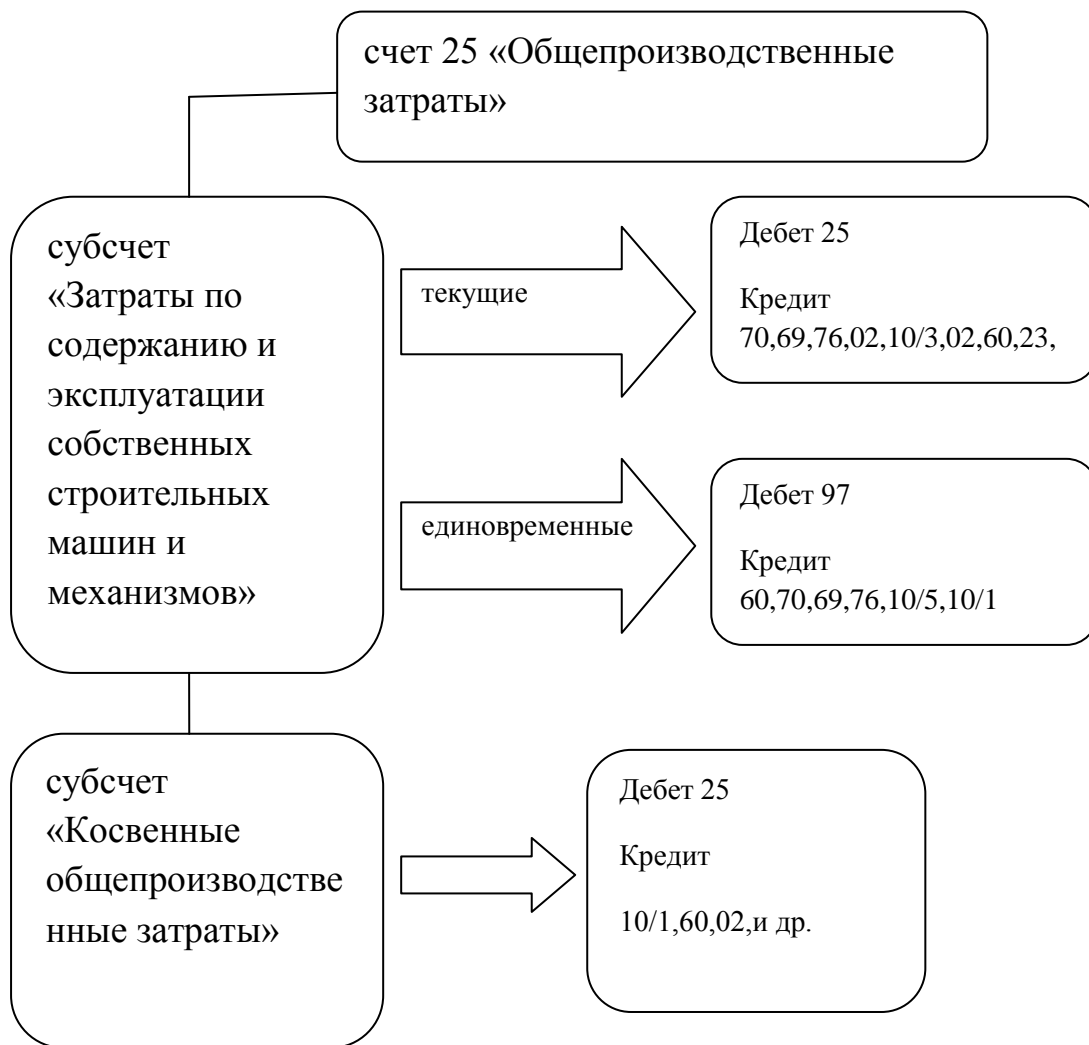 счет 25 «Общепроизводственные
затраты»
субсчет
«Затраты по
содержанию и
эксплуатации
собственных
строительных
машин и
механизмов»
текущие
Дебет 25
Кредит
70,69,76,02,10/3,02,60,23,
единовременные
Дебет 97
Кредит
60,70,69,76,10/5,10/1
субсчет
«Косвенные
общепроизводстве
нные затраты»
Дебет 25
Кредит
10/1,60,02,и др.